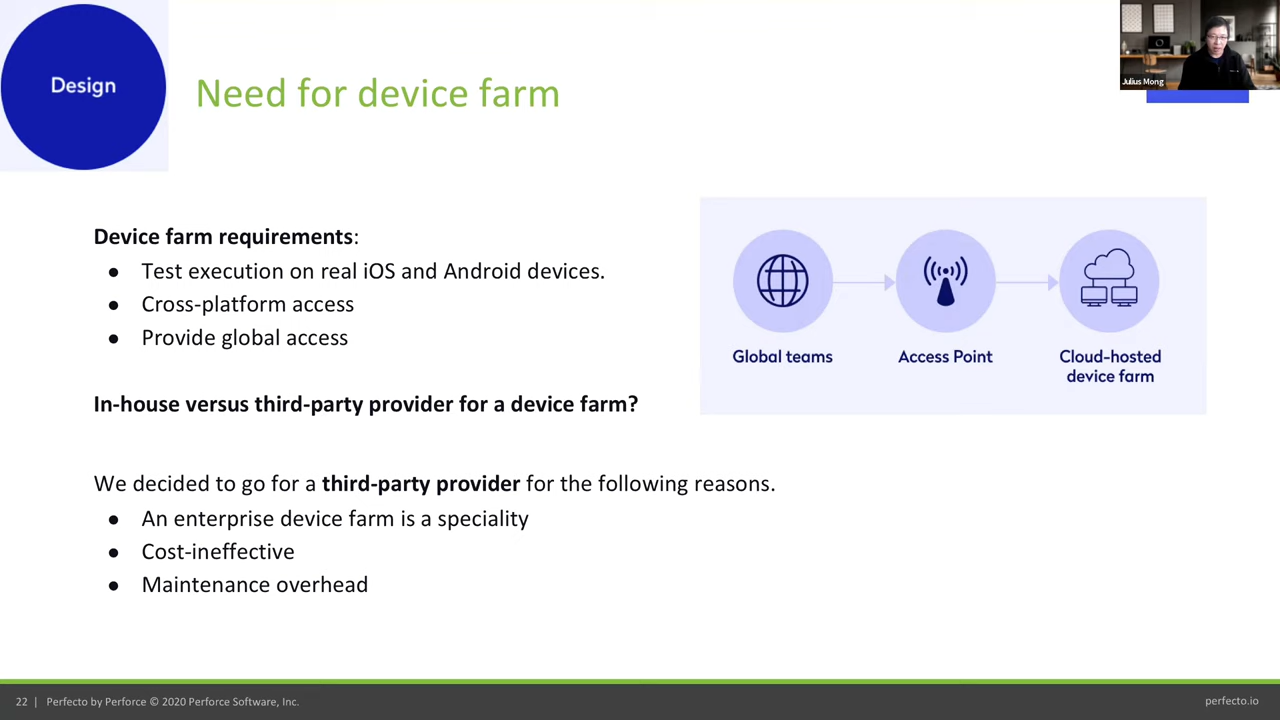 Design
Need for device farm
Julius Mong
Device farm requirements:
● Test execution on real iOS and Android devices.
● Cross-platform access
● Provide global access
Global teams
Access Point
Cloud-hosted
device farm
In-house versus third-party provider for a device farm?
We decided to go for a third-party provider for the following reasons.
● An enterprise device farm is a speciality
● Cost-ineffective
● Maintenance overhead
22 | Perfecto by Perforce © 2020 Perforce Software, Inc.
perfecto.io